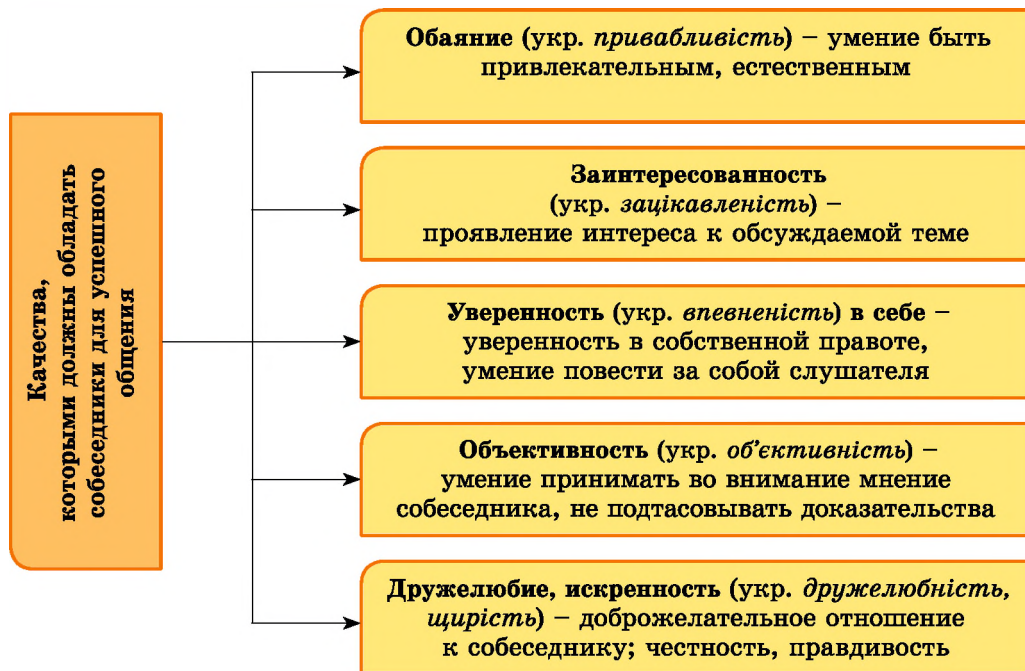 Качества,
которыми должны обладать
собеседники для успешного
общения
Обаяние (укр. привабливість) – умение быть
привлекательным, естественным
Заинтересованность
(укр. зацікавленість) –
проявление интереса к обсуждаемой теме
Уверенность (укр. впевненість) в себе –
уверенность в собственной правоте,
умение повести за собой слушателя
Объективность (укр. об’єктивність) –
умение принимать во внимание мнение
собеседника, не подтасовывать доказательства
Дружелюбие, искренность (укр. дружелюбність,
щирість) – доброжелательное отношение
к собеседнику; честность, правдивость